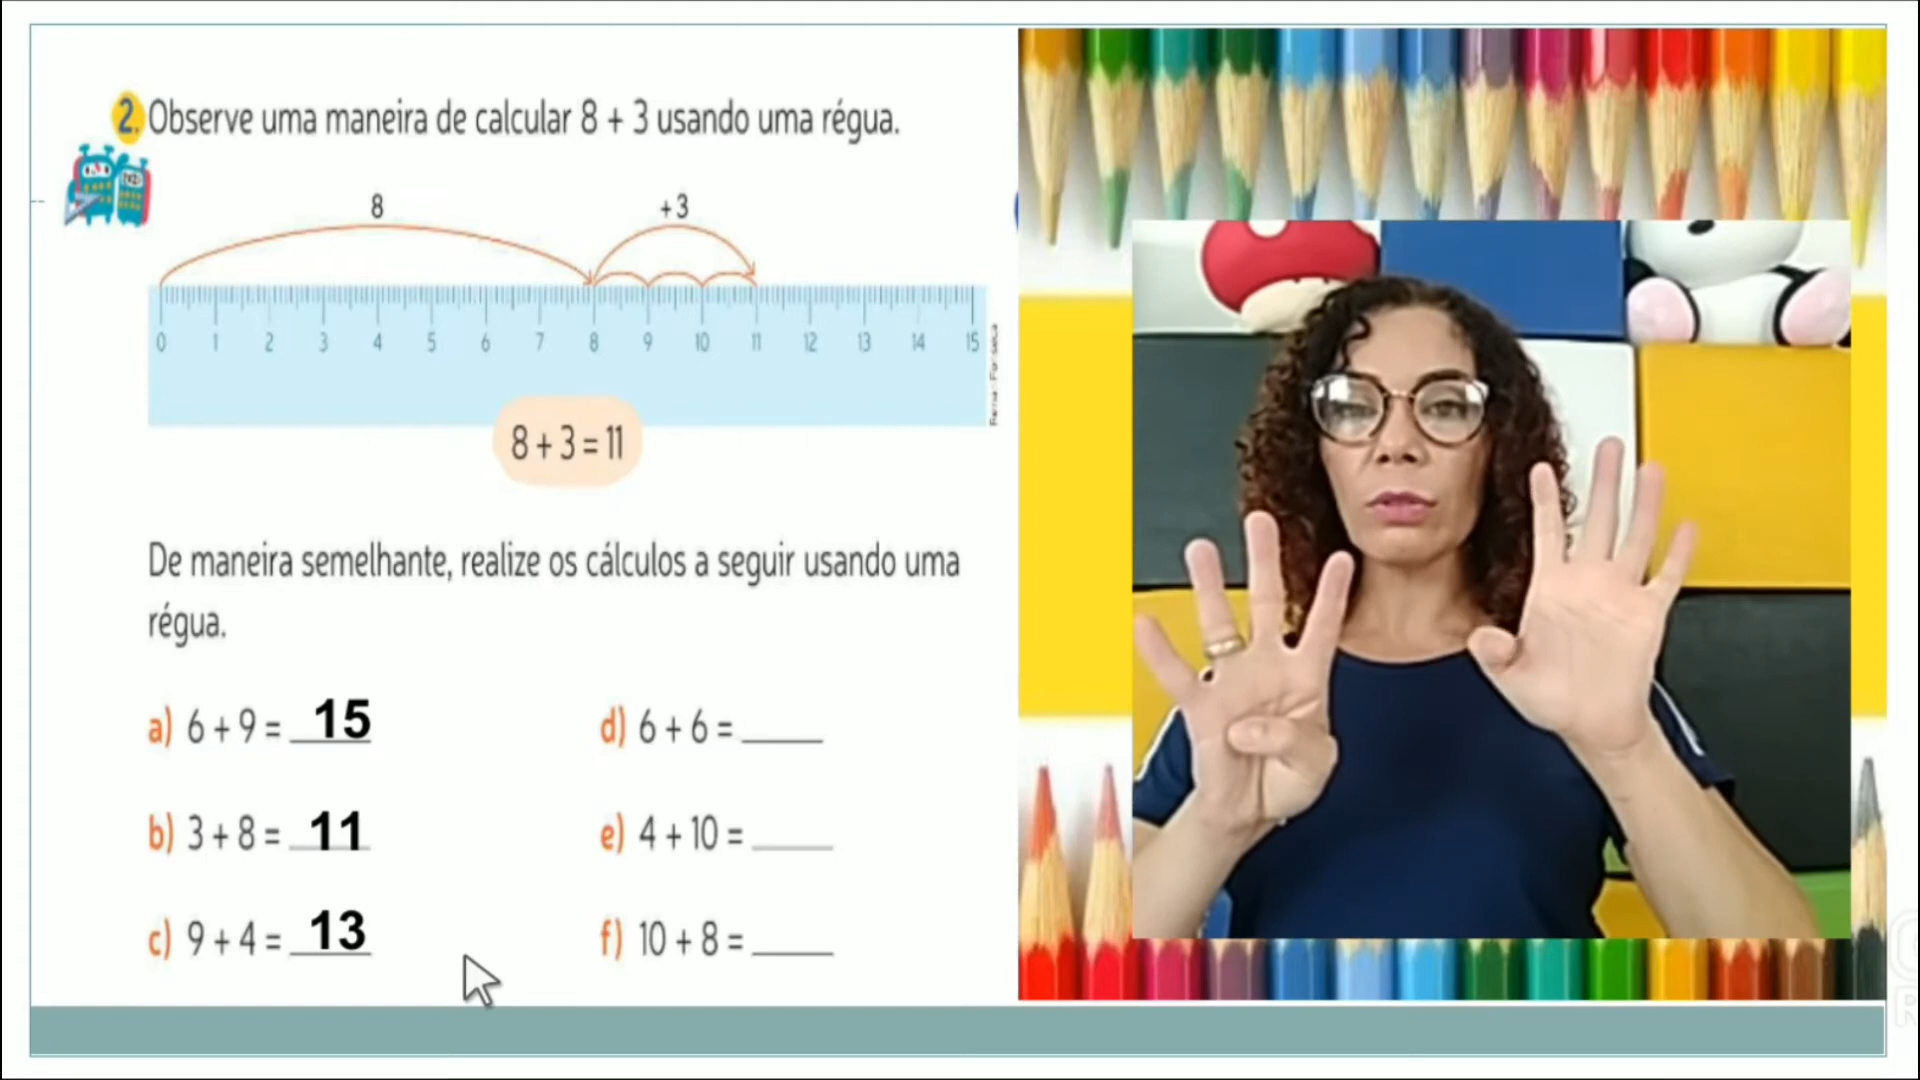 2. Observe uma maneira de calcular 8 + 3 usando uma régua.
8
+3
0 1 2 3 4 5 6 7 8 9 10 11 12 13 14 15
8 + 3 = 11
De maneira semelhante, realize os cálculos a seguir usando uma
régua.
a) 6 + 9 = 15
b) 3 + 8 = 11
c) 9 + 4 = 13
d) 6 + 6 = ____
e) 4 + 10 = ____
f) 10 + 8 = ____